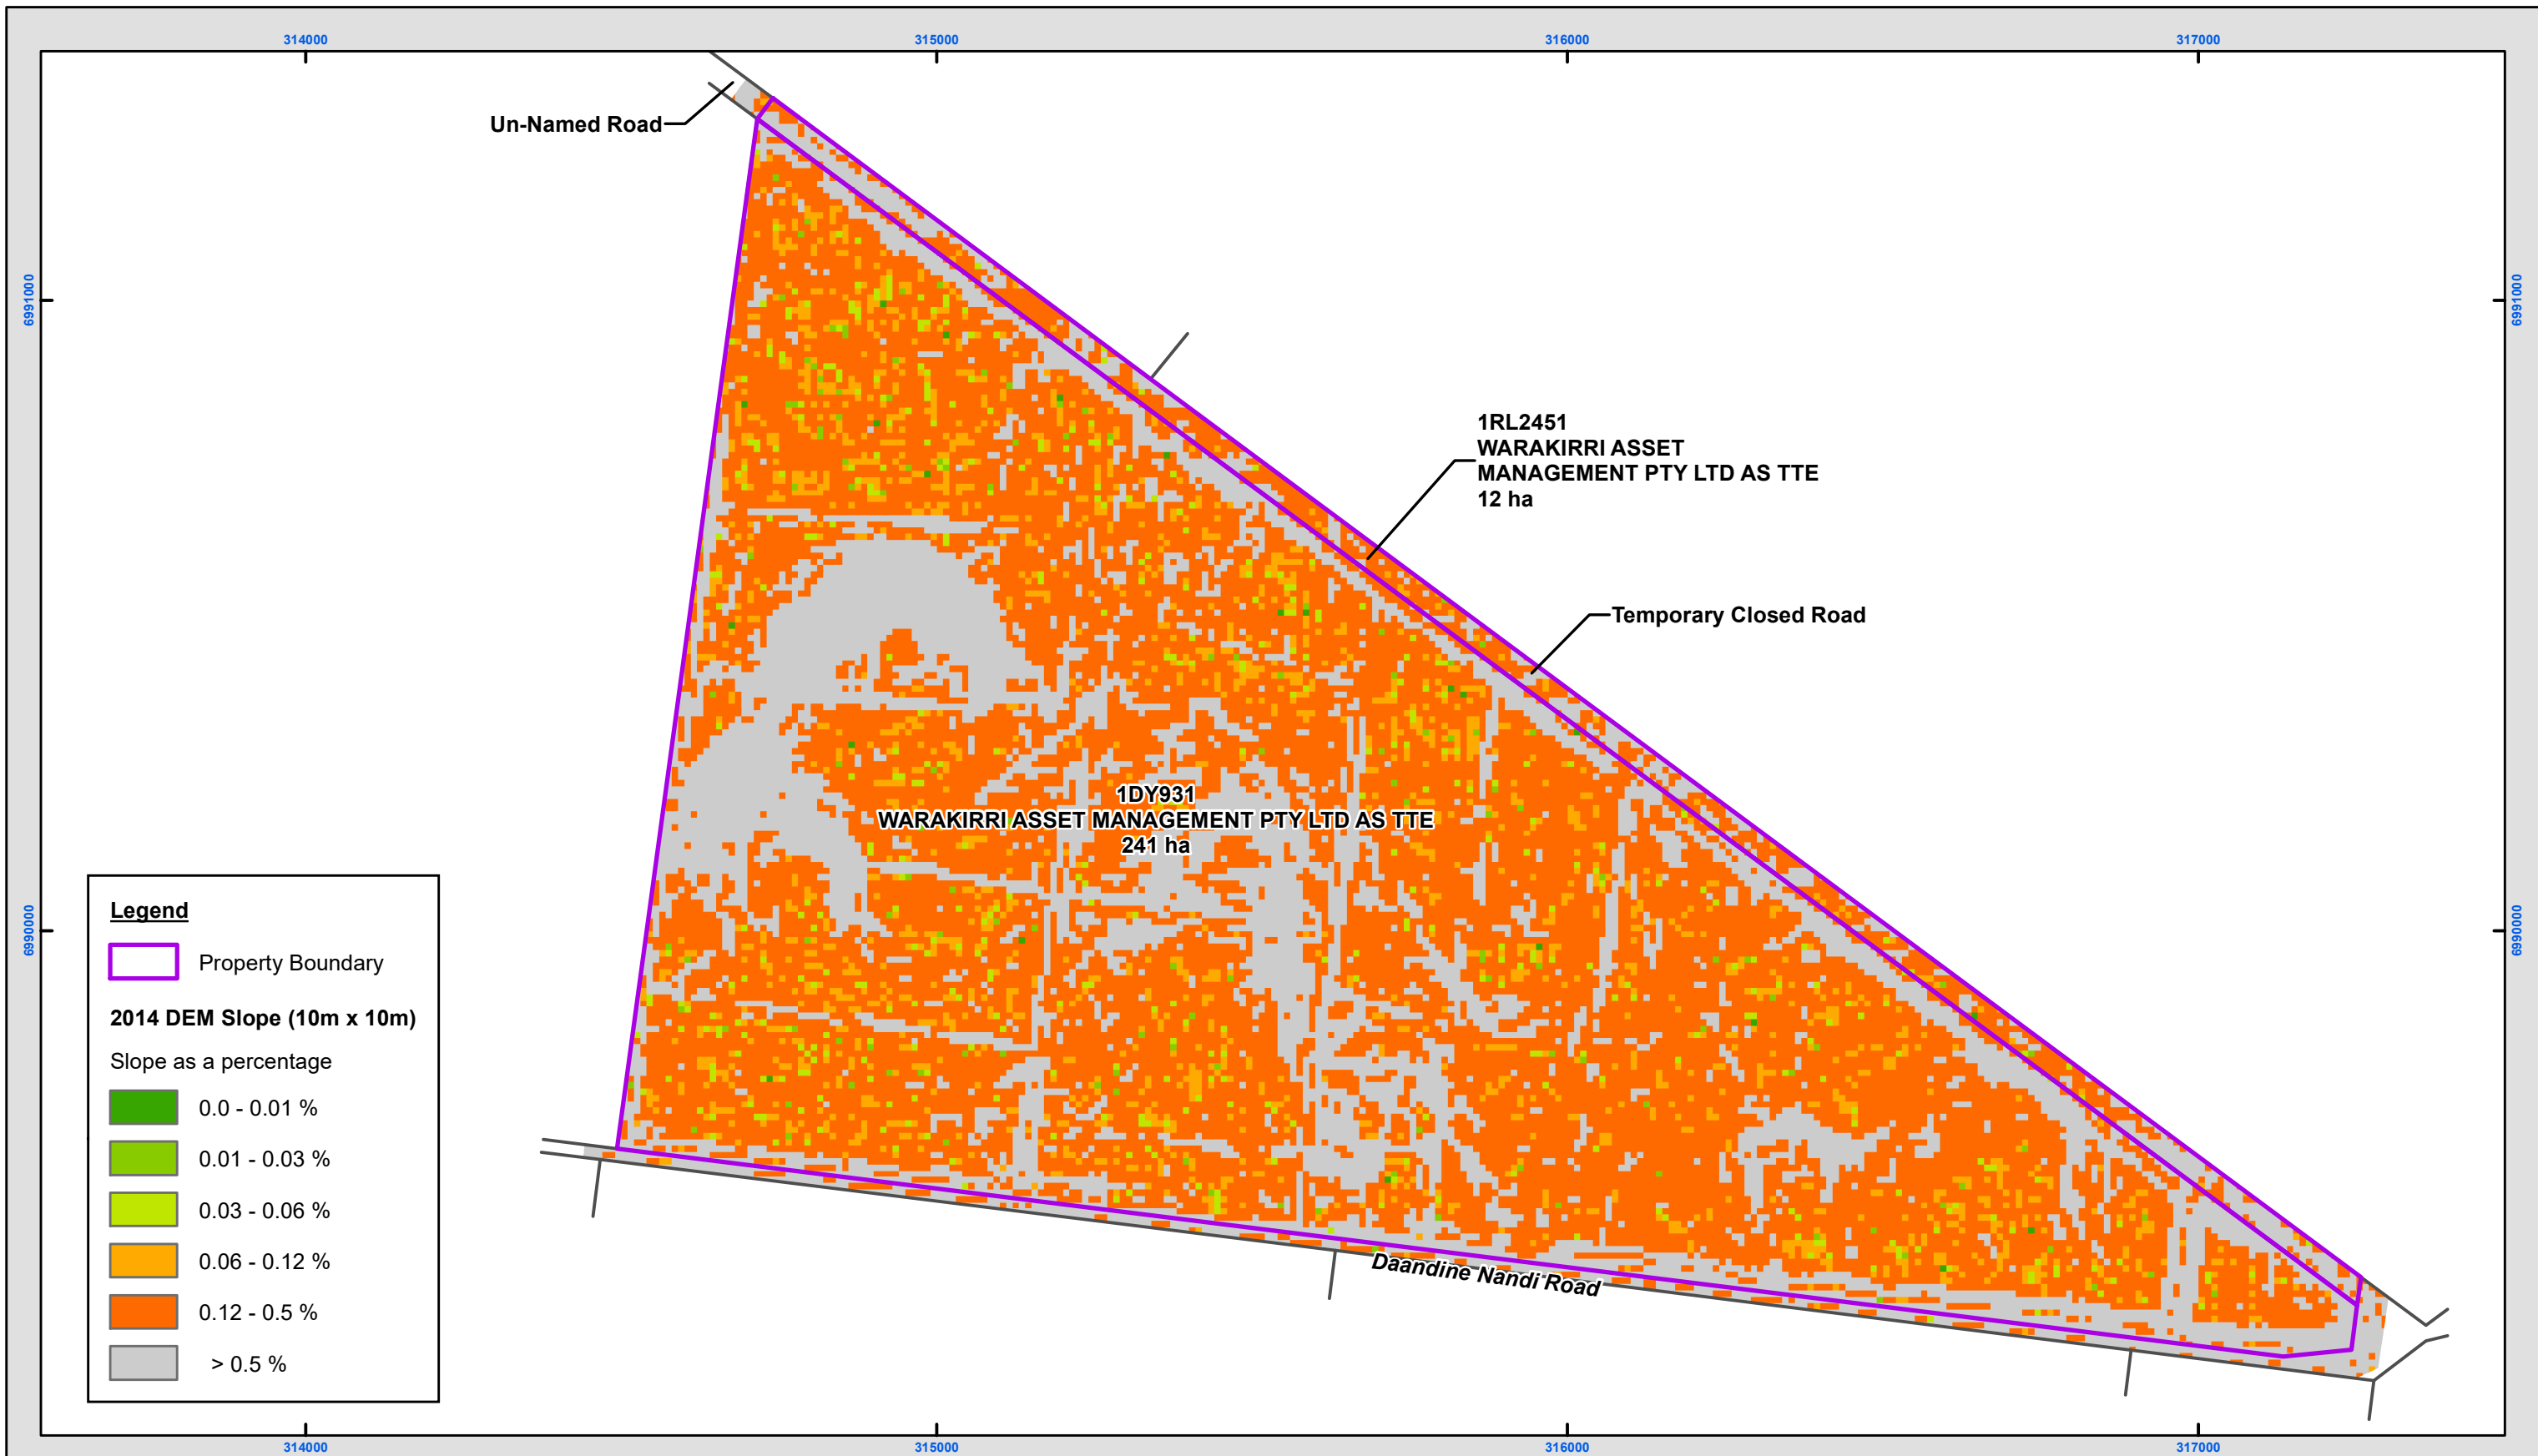 314000
315000
316000
317000
Un-Named Road
6991000
6991000
1RL2451
WARAKIRRI ASSET
MANAGEMENT PTY LTD AS TTE
12 ha
Temporary Closed Road
1DY931
WARAKIRRI ASSET MANAGEMENT PTY LTD AS TTE
241 ha
6990000
6990000
Legend
Property Boundary
2014 DEM Slope (10m x 10m)
Slope as a percentage
0.0 - 0.01 %
0.01 - 0.03 %
0.03 - 0.06 %
0.06 - 0.12 %
0.12 - 0.5 %
> 0.5 %
Daandine Nandi Road
314000
315000
316000
317000